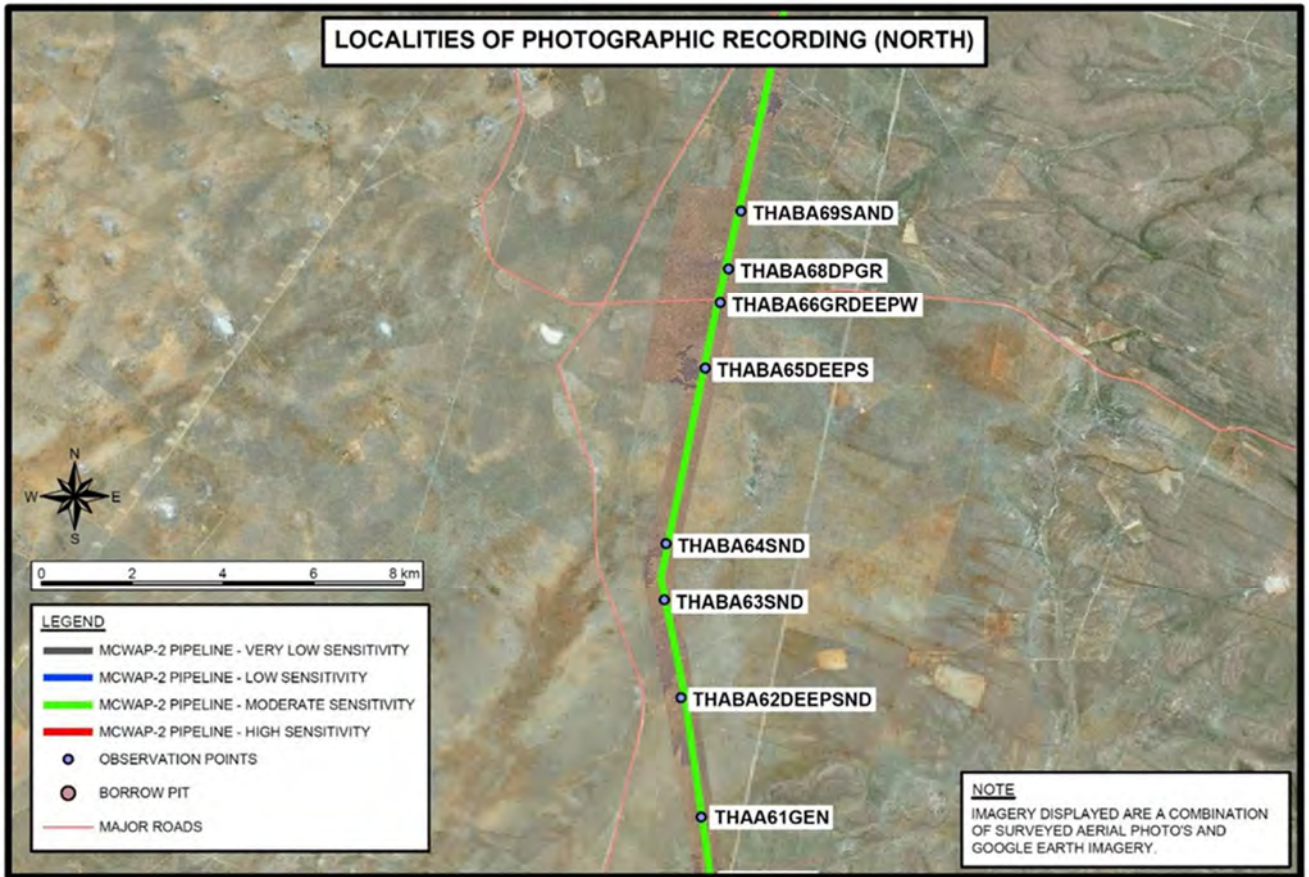 LOCALITIES OF PHOTOGRAPHIC RECORDING (NORTH)
THABA69SAND
THABA68DPGR
THABA66GRDEEPW
THABA65DEEPS
THABA64SND
THABA63SND
THABA62DEEPSND
THAA61GEN
N
W
E
S
0 2 4 6 8 km
LEGEND
MCWAP-2 PIPELINE - VERY LOW SENSITIVITY
MCWAP-2 PIPELINE - LOW SENSITIVITY
MCWAP-2 PIPELINE - MODERATE SENSITIVITY
MCWAP-2 PIPELINE - HIGH SENSITIVITY
OBSERVATION POINTS
BORROW PIT
MAJOR ROADS
NOTE
IMAGERY DISPLAYED ARE A COMBINATION
OF SURVEYED AERIAL PHOTO'S AND
GOOGLE EARTH IMAGERY.